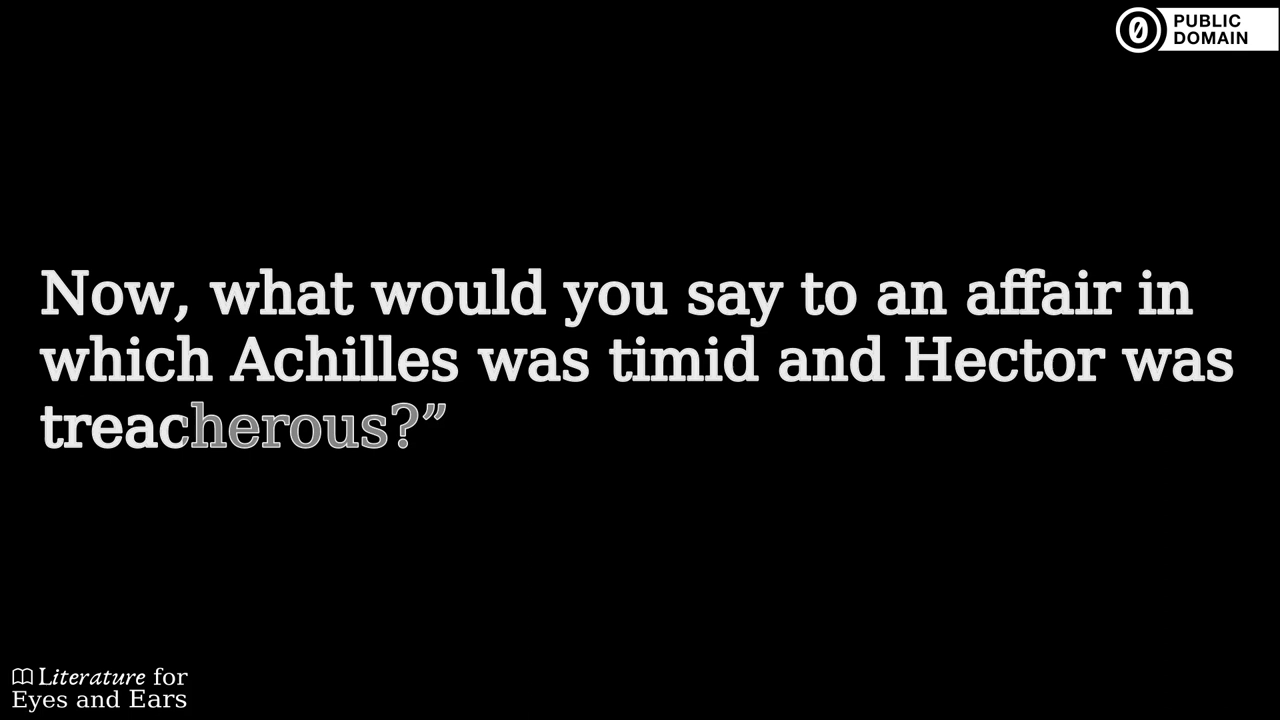 PUBLIC
DOMAIN
Now, what would you say to an affair in
which Achilles was timid and Hector was
treacherous?”
Literature for
Eyes and Ears